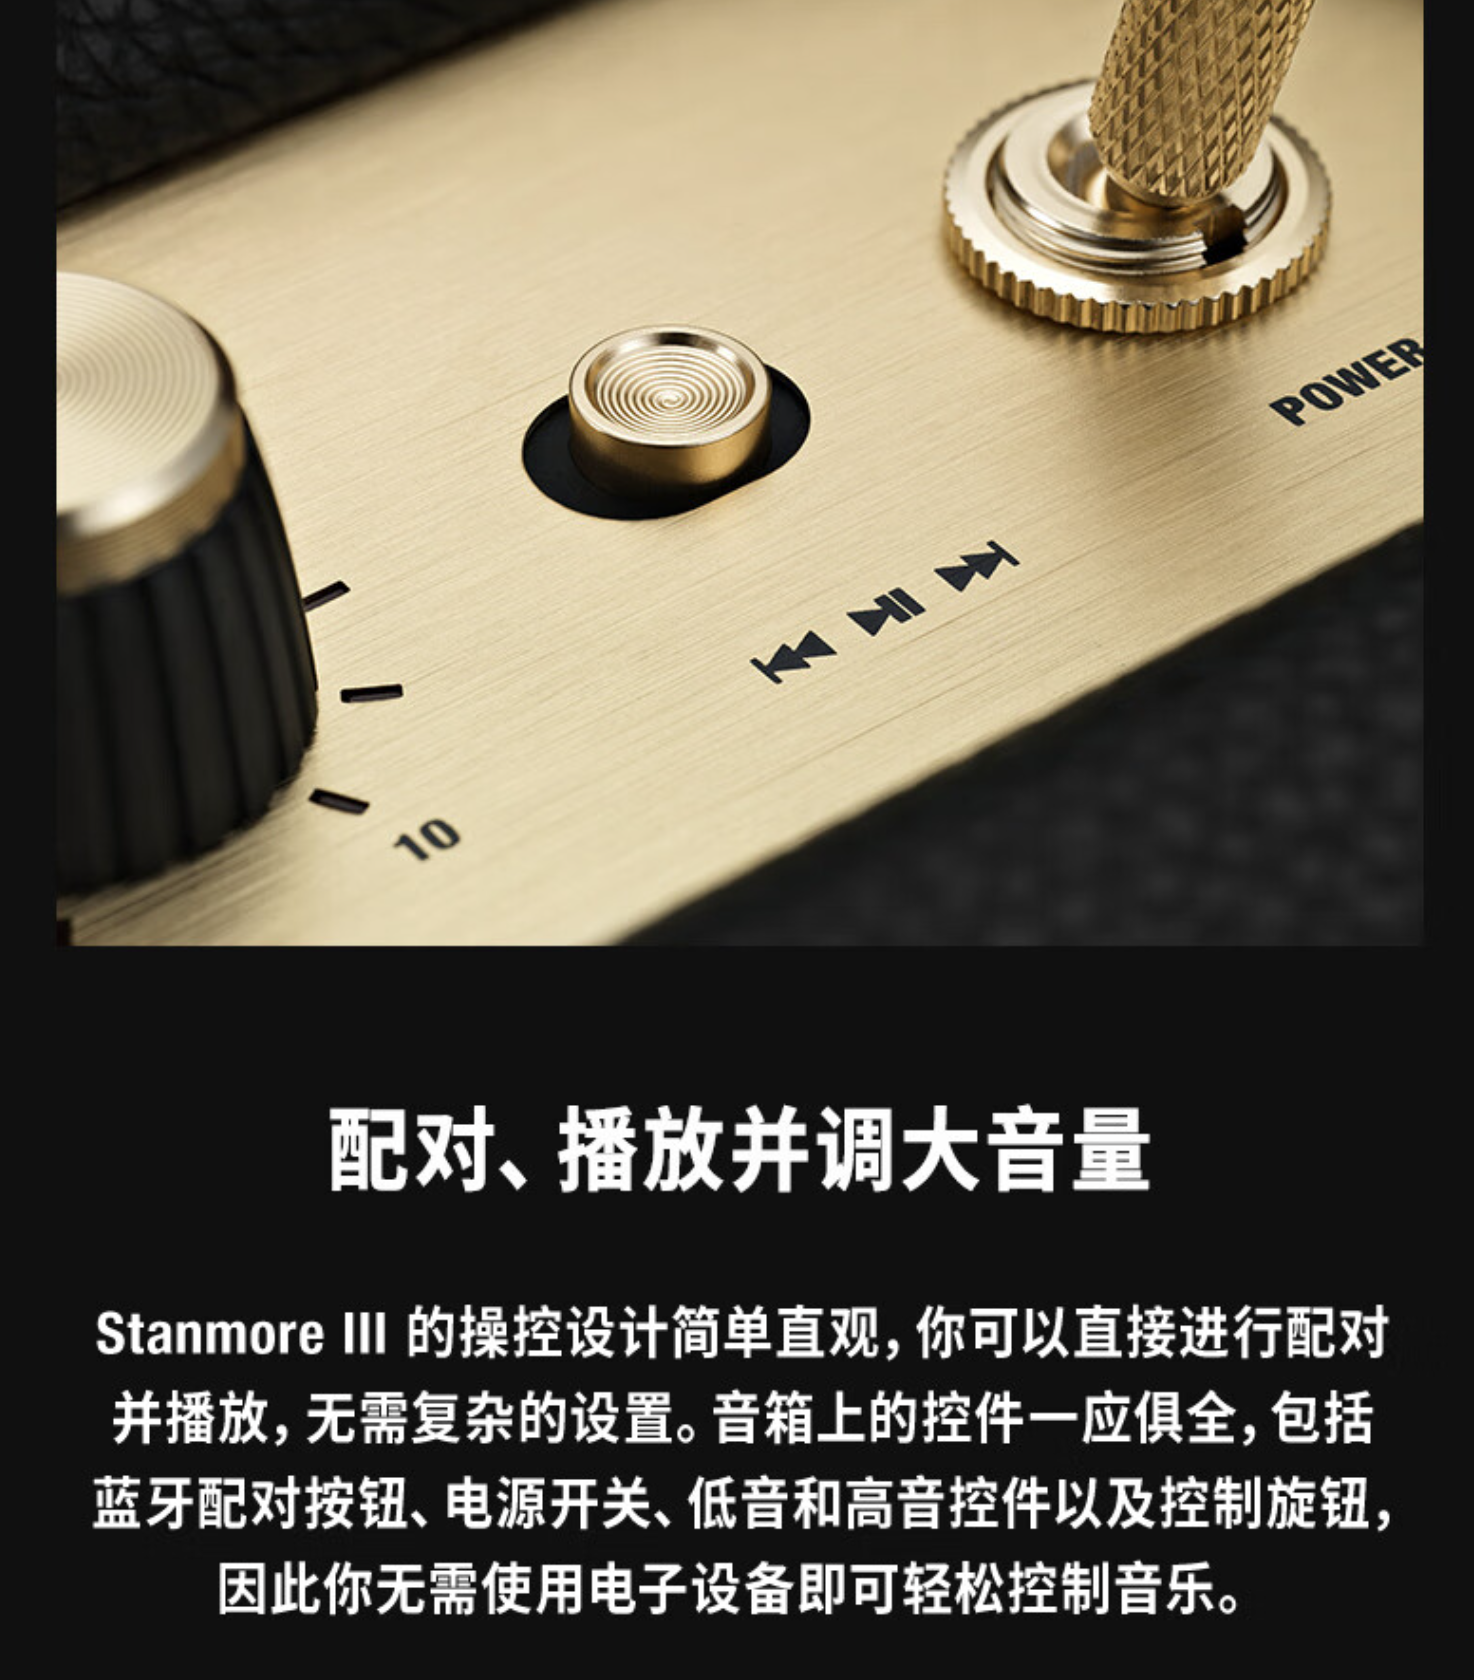 POWER
10
配对、播放并调大音量
Stanmore III 的操控设计简单直观，你可以直接进行配对
并播放，无需复杂的设置。音箱上的控件一应俱全，包括
蓝牙配对按钮、电源开关、低音和高音控件以及控制旋钮，
因此你无需使用电子设备即可轻松控制音乐。